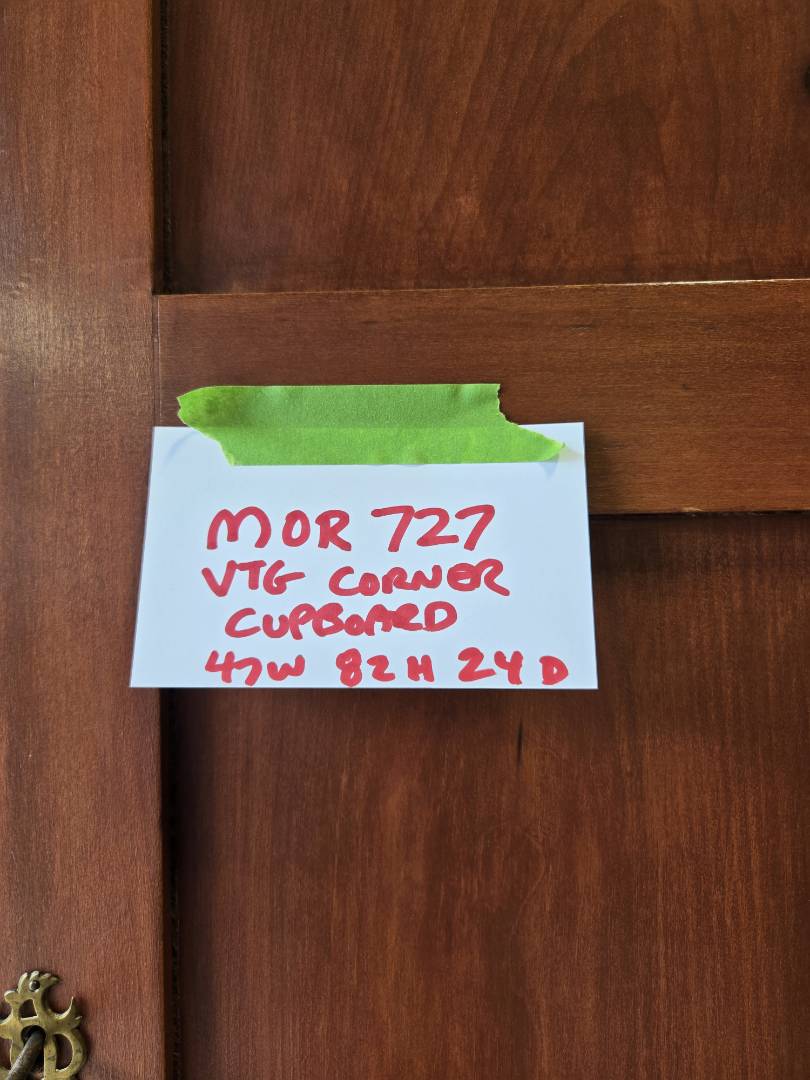 MOR 727
VTG CORNER
CUPBOARD
47W 82H 24D